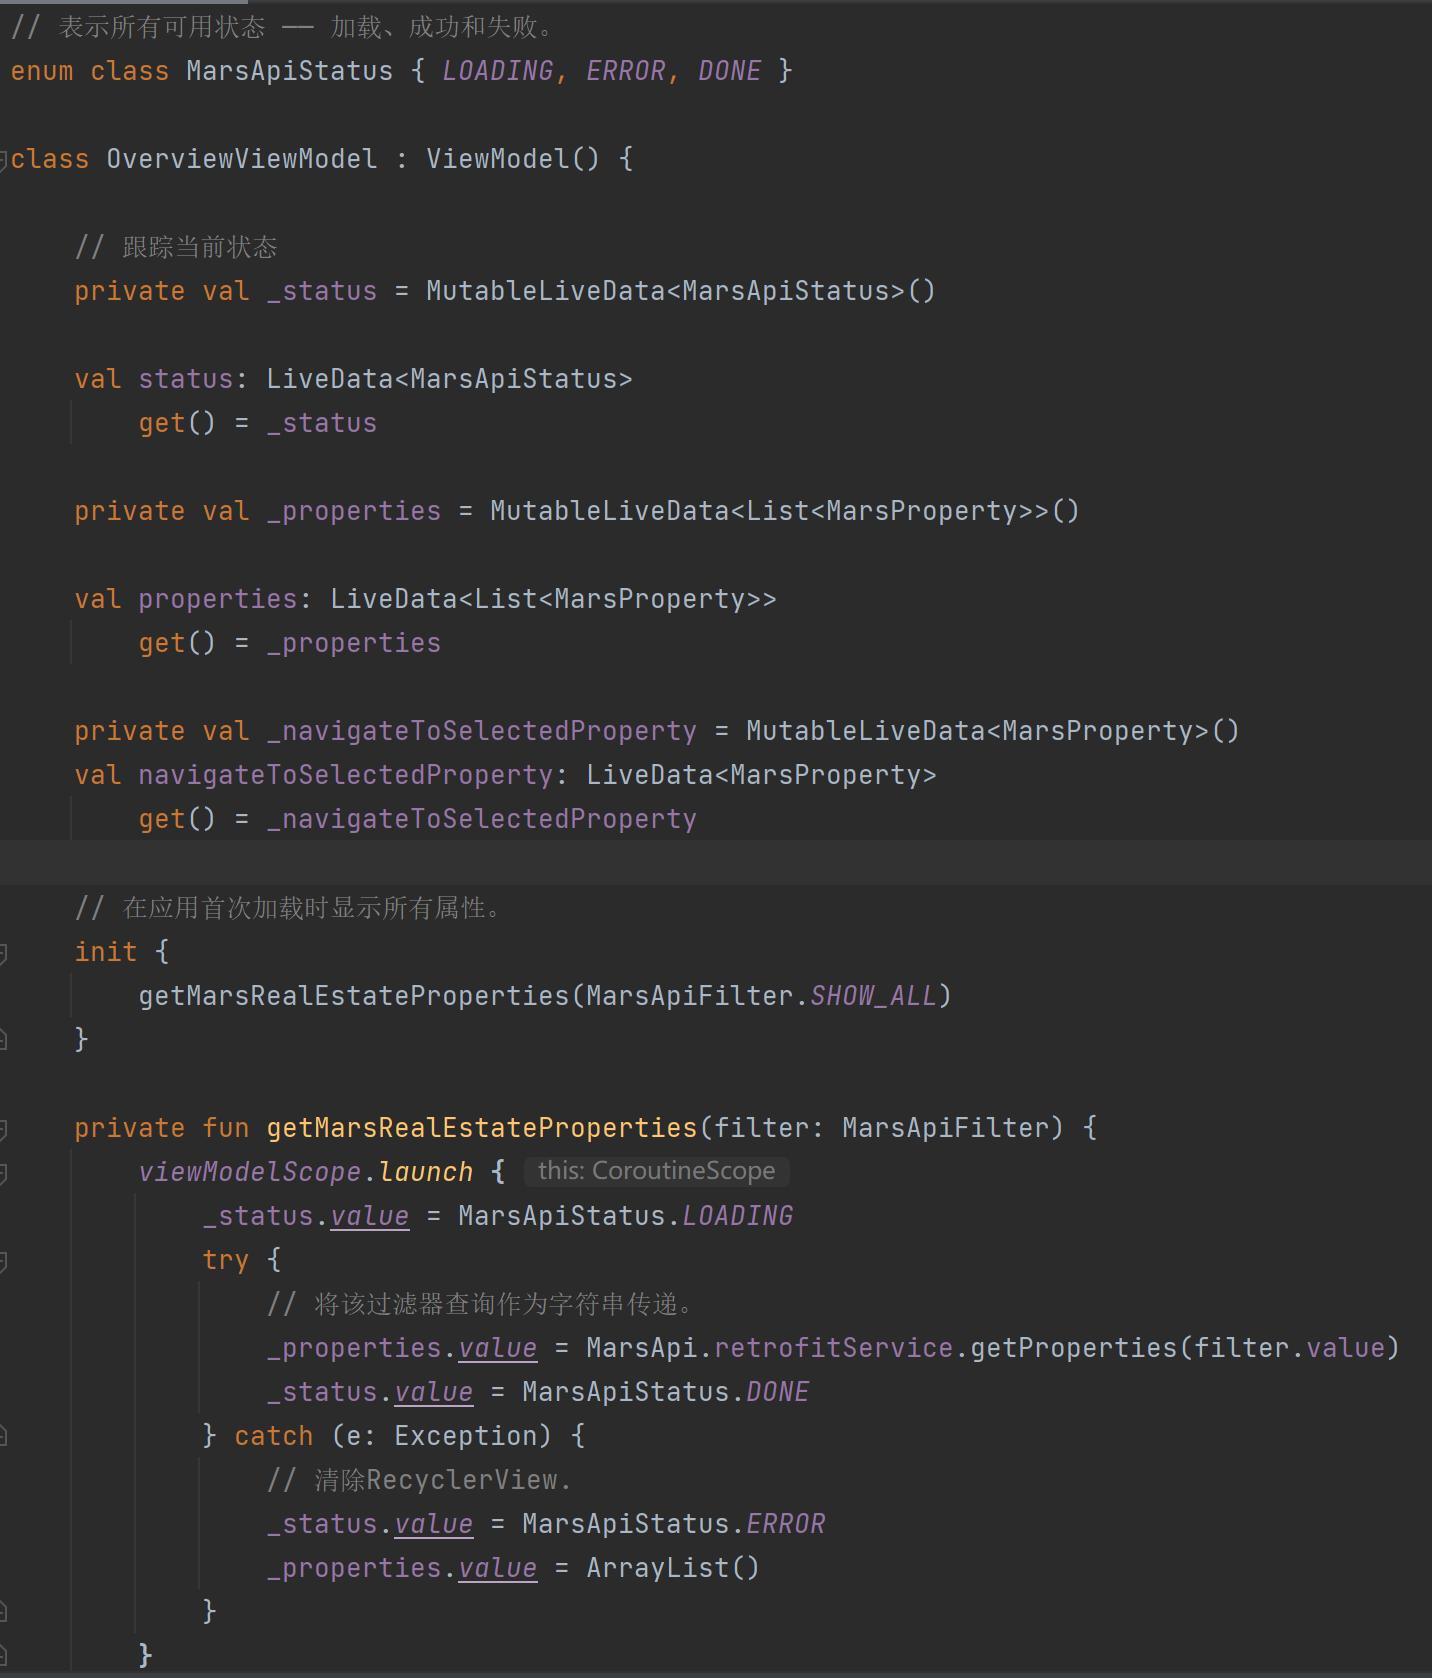 // 表示所有可用状态 —— 加载、成功和失败。
enum class MarsApiStatus { LOADING, ERROR, DONE }
class OverviewViewModel : ViewModel() {
// 跟踪当前状态
private val _status = MutableLiveData<MarsApiStatus>()
val status: LiveData<MarsApiStatus>
get() = _status
private val _properties = MutableLiveData<List<MarsProperty>>()
val properties: LiveData<List<MarsProperty>>
get() = _properties
private val _navigateToSelectedProperty = MutableLiveData<MarsProperty>()
val navigateToSelectedProperty: LiveData<MarsProperty>
get() = _navigateToSelectedProperty
// 在应用首次加载时显示所有属性。
init {
getMarsRealEstateProperties(MarsApiFilter.SHOW_ALL)
}
private fun getMarsRealEstateProperties(filter: MarsApiFilter) {
viewModelScope.launch { this: CoroutineScope
_status.value = MarsApiStatus.LOADING
try {
// 将该过滤器查询作为字符串传递。
_properties.value = MarsApi.retrofitService.getProperties(filter.value)
_status.value = MarsApiStatus.DONE
} catch (e: Exception) {
// 清除RecyclerView.
_status.value = MarsApiStatus.ERROR
_properties.value = ArrayList()
}
}